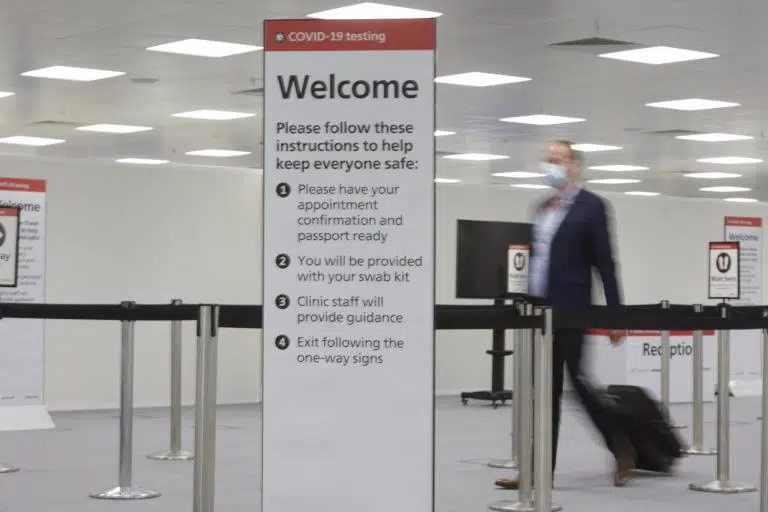 COVID-19 testing
Welcome
Please follow these
instructions to help
keep everyone safe:
1 Please have your
appointment
confirmation and
passport ready
2 You will be provided
with your swab kit
3 Clinic staff will
provide guidance
4 Exit following the
one-way signs
Reception
Welcome